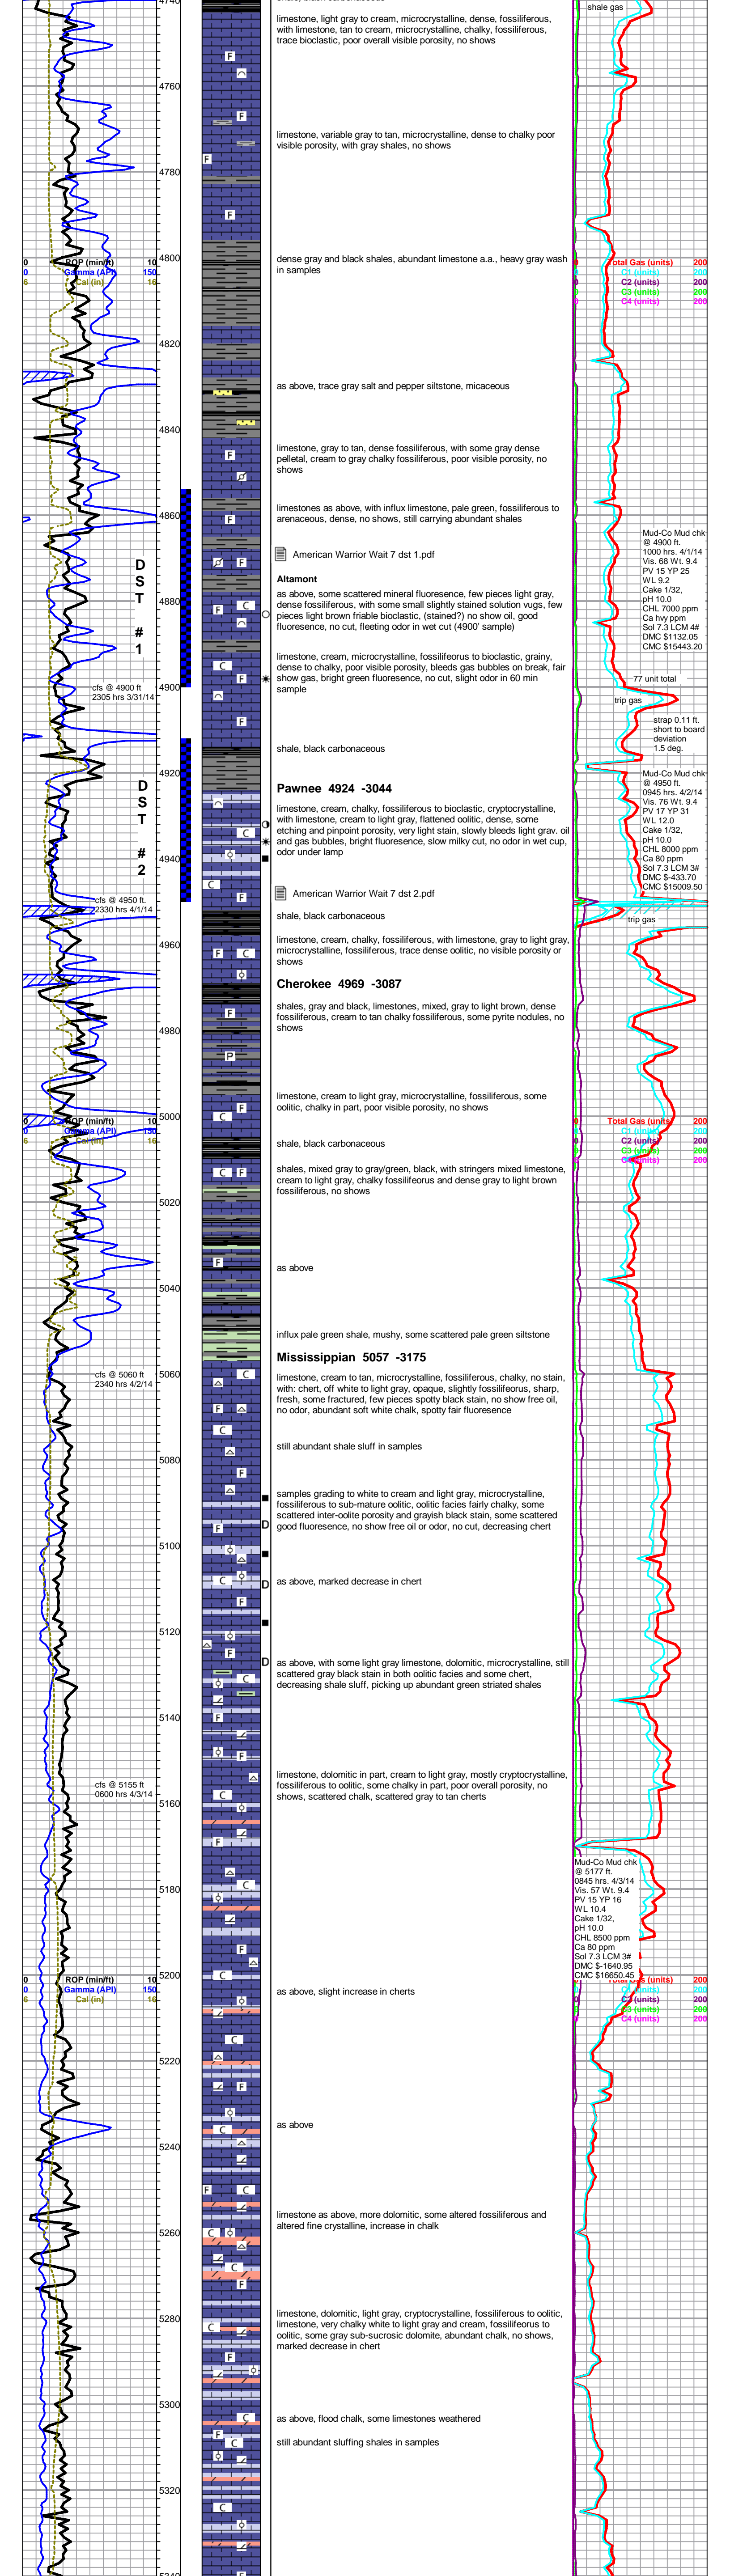 4740
shale gas
limestone, light gray to cream, microcrystalline, dense, fossiliferous,
with limestone, tan to cream, microcrystalline, chalky, fossiliferous,
trace bioclastic, poor overall visible porosity, no shows
4760
limestone, variable gray to tan, microcrystalline, dense to chalky poor
visible porosity, with gray shales, no shows
4780
4800
ROP (min/ft)
0 Gamma (API) 150
6 Cal (in) 16
dense gray and black shales, abundant limestone a.a., heavy gray wash
in samples
Total Gas (units) 200
C1 (units) 200
C2 (units) 200
C3 (units) 200
C4 (units) 200
4820
as above, trace gray salt and pepper siltstone, micaceous
4840
limestone, gray to tan, dense fossiliferous, with some gray dense
pelletal, cream to gray chalky fossiliferous, poor visible porosity, no
shows
4860
limestones as above, with influx limestone, pale green, fossiliferous to
arenaceous, dense, no shows, still carrying abundant shales
Mud-Co Mud chk
@ 4900 ft.
1000 hrs. 4/1/14
Vis. 68 Wt. 9.4
PV 15 YP 25
WL 9.2
Cake 1/32,
pH 10.0
CHL 7000 ppm
Ca hvy ppm
Sol 7.3 LCM 4#
DMC $1132.05
CMC $15443.20
American Warrior Wait 7 dst 1.pdf
DST #1
Altamont
4880
as above, some scattered mineral fluoresence, few pieces light gray,
dense fossiliferous, with some small slightly stained solution vugs, few
pieces light brown friable bioclastic, (stained?) no show oil, good
fluoresence, no cut, fleeting odor in wet cut (4900' sample)
limestone, cream, microcrystalline, fossilifeorus to bioclastic, grainy,
dense to chalky, poor visible porosity, bleeds gas bubbles on break, fair
show gas, bright green fluoresence, no cut, slight odor in 60 min
sample
77 unit total
4900
cfs @ 4900 ft
2305 hrs 3/31/14
trip gas
strap 0.11 ft.
short to board
deviation
1.5 deg.
shale, black carbonaceous
4920
DST #2
Pawnee 4924 -3044
Mud-Co Mud chk
@ 4950 ft.
0945 hrs. 4/2/14
Vis. 76 Wt. 9.4
PV 17 YP 31
WL 12.0
Cake 1/32,
pH 10.0
CHL 8000 ppm
Ca 80 ppm
Sol 7.3 LCM 3#
DMC $-433.70
CMC $15009.50
limestone, cream, chalky, fossiliferous to bioclastic, cryptocrystalline,
with limestone, cream to light gray, flattened oolitic, dense, some
etching and pinpoint porosity, very light stain, slowly bleeds light grav. oil
and gas bubbles, bright fluoresence, slow milky cut, no odor in wet cup,
odor under lamp
4940
American Warrior Wait 7 dst 2.pdf
cfs @ 4950 ft.
2330 hrs 4/1/14
shale, black carbonaceous
trip gas
4960
limestone, cream, chalky, fossiliferous, with limestone, gray to light gray,
microcrystalline, fossiliferous, trace dense oolitic, no visible porosity or
shows
Cherokee 4969 -3087
4980
shales, gray and black, limestones, mixed, gray to light brown, dense
fossiliferous, cream to tan chalky fossiliferous, some pyrite nodules, no
shows
limestone, cream to light gray, microcrystalline, fossiliferous, some
oolitic, chalky in part, poor visible porosity, no shows
5000
ROP (min/ft) 10
0 Gamma (API) 150
6 Cal (in) 16
Total Gas (units) 200
C1 (units) 200
C2 (units) 200
C3 (units) 200
C4 (units) 200
shale, black carbonaceous
shales, mixed gray to gray/green, black, with stringers mixed limestone,
cream to light gray, chalky fossilifeorus and dense gray to light brown
fossiliferous, no shows
5020
as above
5040
influx pale green shale, mushy, some scattered pale green siltstone
Mississippian 5057 -3175
5060
cfs @ 5060 ft
2340 hrs 4/2/14
limestone, cream to tan, microcrystalline, fossiliferous, chalky, no stain,
with: chert, off white to light gray, opaque, slightly fossilifeorus, sharp,
fresh, some fractured, few pieces spotty black stain, no show free oil,
no odor, abundant soft white chalk, spotty fair fluoresence
still abundant shale sluff in samples
5080
samples grading to white to cream and light gray, microcrystalline,
fossiliferous to sub-mature oolitic, oolitic facies fairly chalky, some
scattered inter-oolite porosity and grayish black stain, some scattered
good fluoresence, no show free oil or odor, no cut, decreasing chert
5100
as above, marked decrease in chert
5120
as above, with some light gray limestone, dolomitic, microcrystalline, still
scattered gray black stain in both oolitic facies and some chert,
decreasing shale sluff, picking up abundant green striated shales
5140
cfs @ 5155 ft
0600 hrs 4/3/14
limestone, dolomitic in part, cream to light gray, mostly cryptocrystalline,
fossiliferous to oolitic, some chalky in part, poor overall porosity, no
shows, scattered chalk, scattered gray to tan cherts
5160
Mud-Co Mud chk
@ 5177 ft.
0845 hrs. 4/3/14
Vis. 57 Wt. 9.4
PV 15 YP 16
WL 10.4
Cake 1/32,
pH 10.0
CHL 8500 ppm
Ca 80 ppm
Sol 7.3 LCM 3#
DMC $-1640.95
CMC $16650.45
5180
5200
0 ROP (min/ft) 10
0 Gamma (API) 150
6 Cal (in) 16
as above, slight increase in cherts
(units) 200
(units) 200
C2 (units) 200
C3 (units) 200
C4 (units) 200
5220
as above
5240
limestone as above, more dolomitic, some altered fossiliferous and
altered fine crystalline, increase in chalk
5260
5280
limestone, dolomitic, light gray, cryptocrystalline, fossiliferous to oolitic,
limestone, very chalky white to light gray and cream, fossilifeorus to
oolitic, some gray sub-sucrosic dolomite, abundant chalk, no shows,
marked decrease in chert
5300
as above, flood chalk, some limestones weathered
still abundant sluffing shales in samples
5320